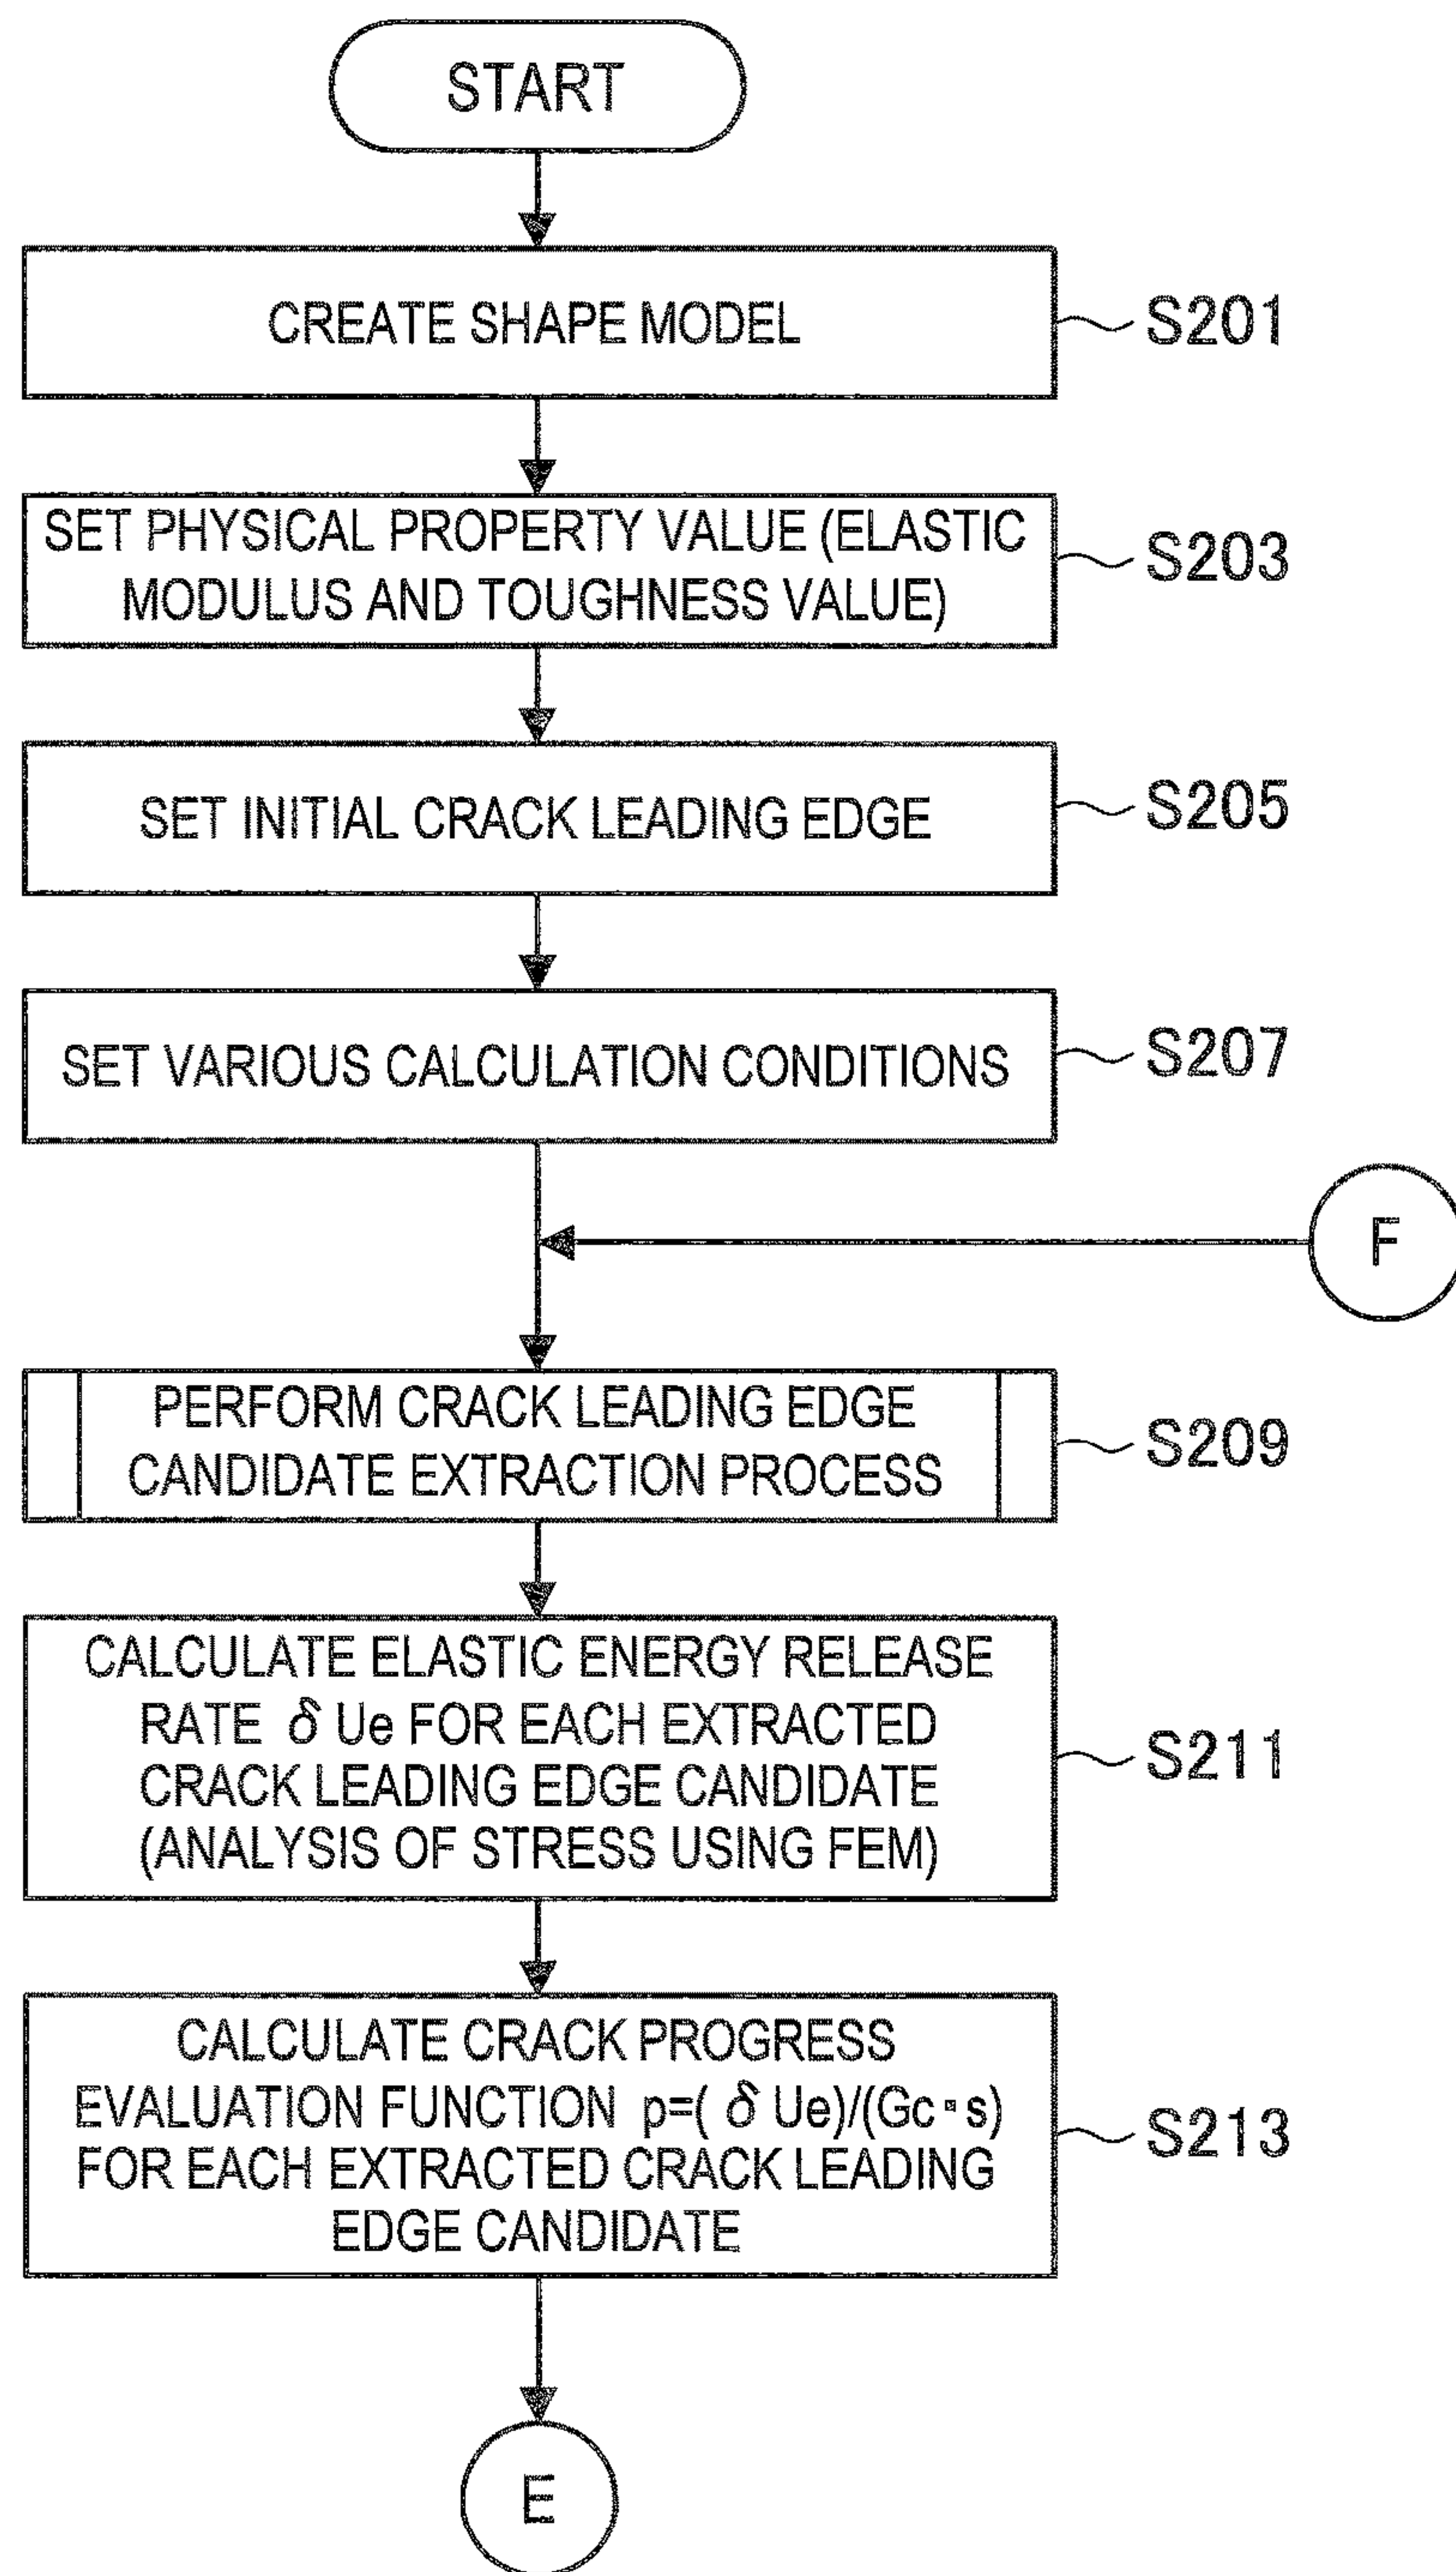 START
CREATE SHAPE MODEL
S201
SET PHYSICAL PROPERTY VALUE (ELASTIC
MODULUS AND TOUGHNESS VALUE)
S203
SET INITIAL CRACK LEADING EDGE
S205
SET VARIOUS CALCULATION CONDITIONS
S207
F
PERFORM CRACK LEADING EDGE
CANDIDATE EXTRACTION PROCESS
S209
CALCULATE ELASTIC ENERGY RELEASE
RATE δ Ue FOR EACH EXTRACTED
CRACK LEADING EDGE CANDIDATE
(ANALYSIS OF STRESS USING FEM)
S211
CALCULATE CRACK PROGRESS
EVALUATION FUNCTION p=( δ Ue)/(Gc・s)
FOR EACH EXTRACTED CRACK LEADING
EDGE CANDIDATE
S213
E